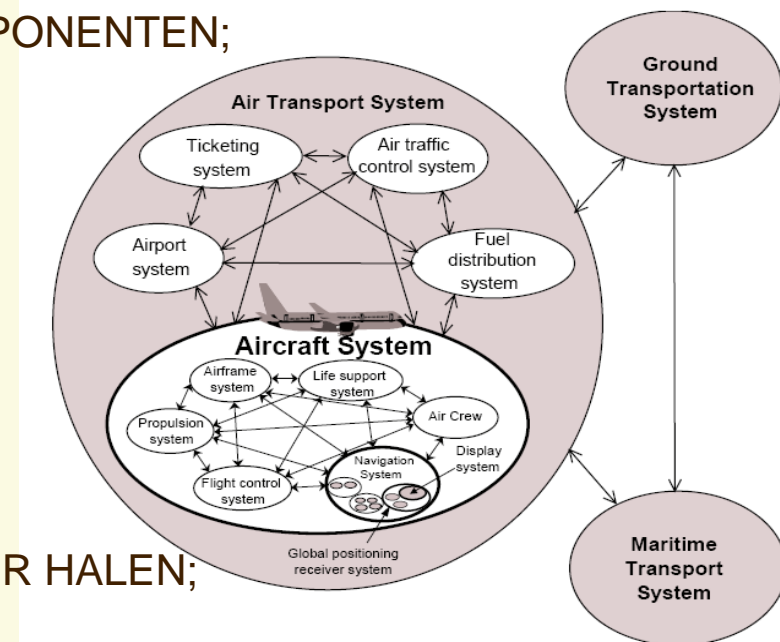 PONENTEN;
Air Transport System
Ticketing
system
Air traffic
control system
Airport
system
Fuel
distribution
system
Aircraft System
Airframe
system
Life support
system
Propulsion
system
Air Crew
Flight control
system
Navigation
System
Display
system
Global positioning
receiver system
R HALEN;
Ground
Transportation
System
Maritime
Transport
System